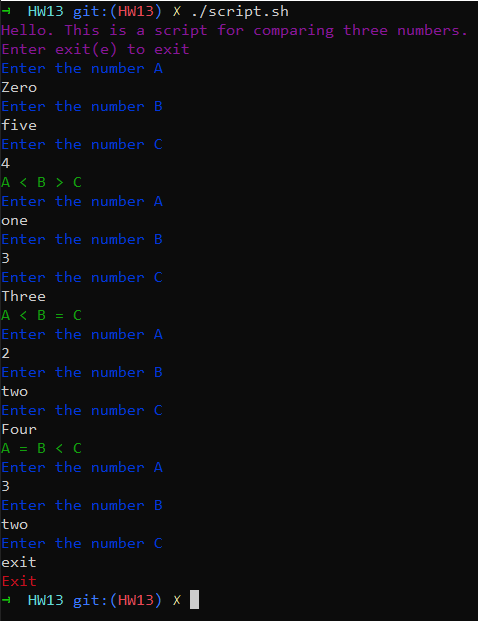 → HW13 git:(HW13) ✗ ./script.sh
Hello. This is a script for comparing three numbers.
Enter exit(e) to exit
Enter the number A
Zero
Enter the number B
five
Enter the number C
4
A < B > C
Enter the number A
one
Enter the number B
3
Enter the number C
Three
A < B = C
Enter the number A
2
Enter the number B
two
Enter the number C
Four
A = B < C
Enter the number A
3
Enter the number B
two
Enter the number C
exit
Exit
→ HW13 git:(HW13) ✗